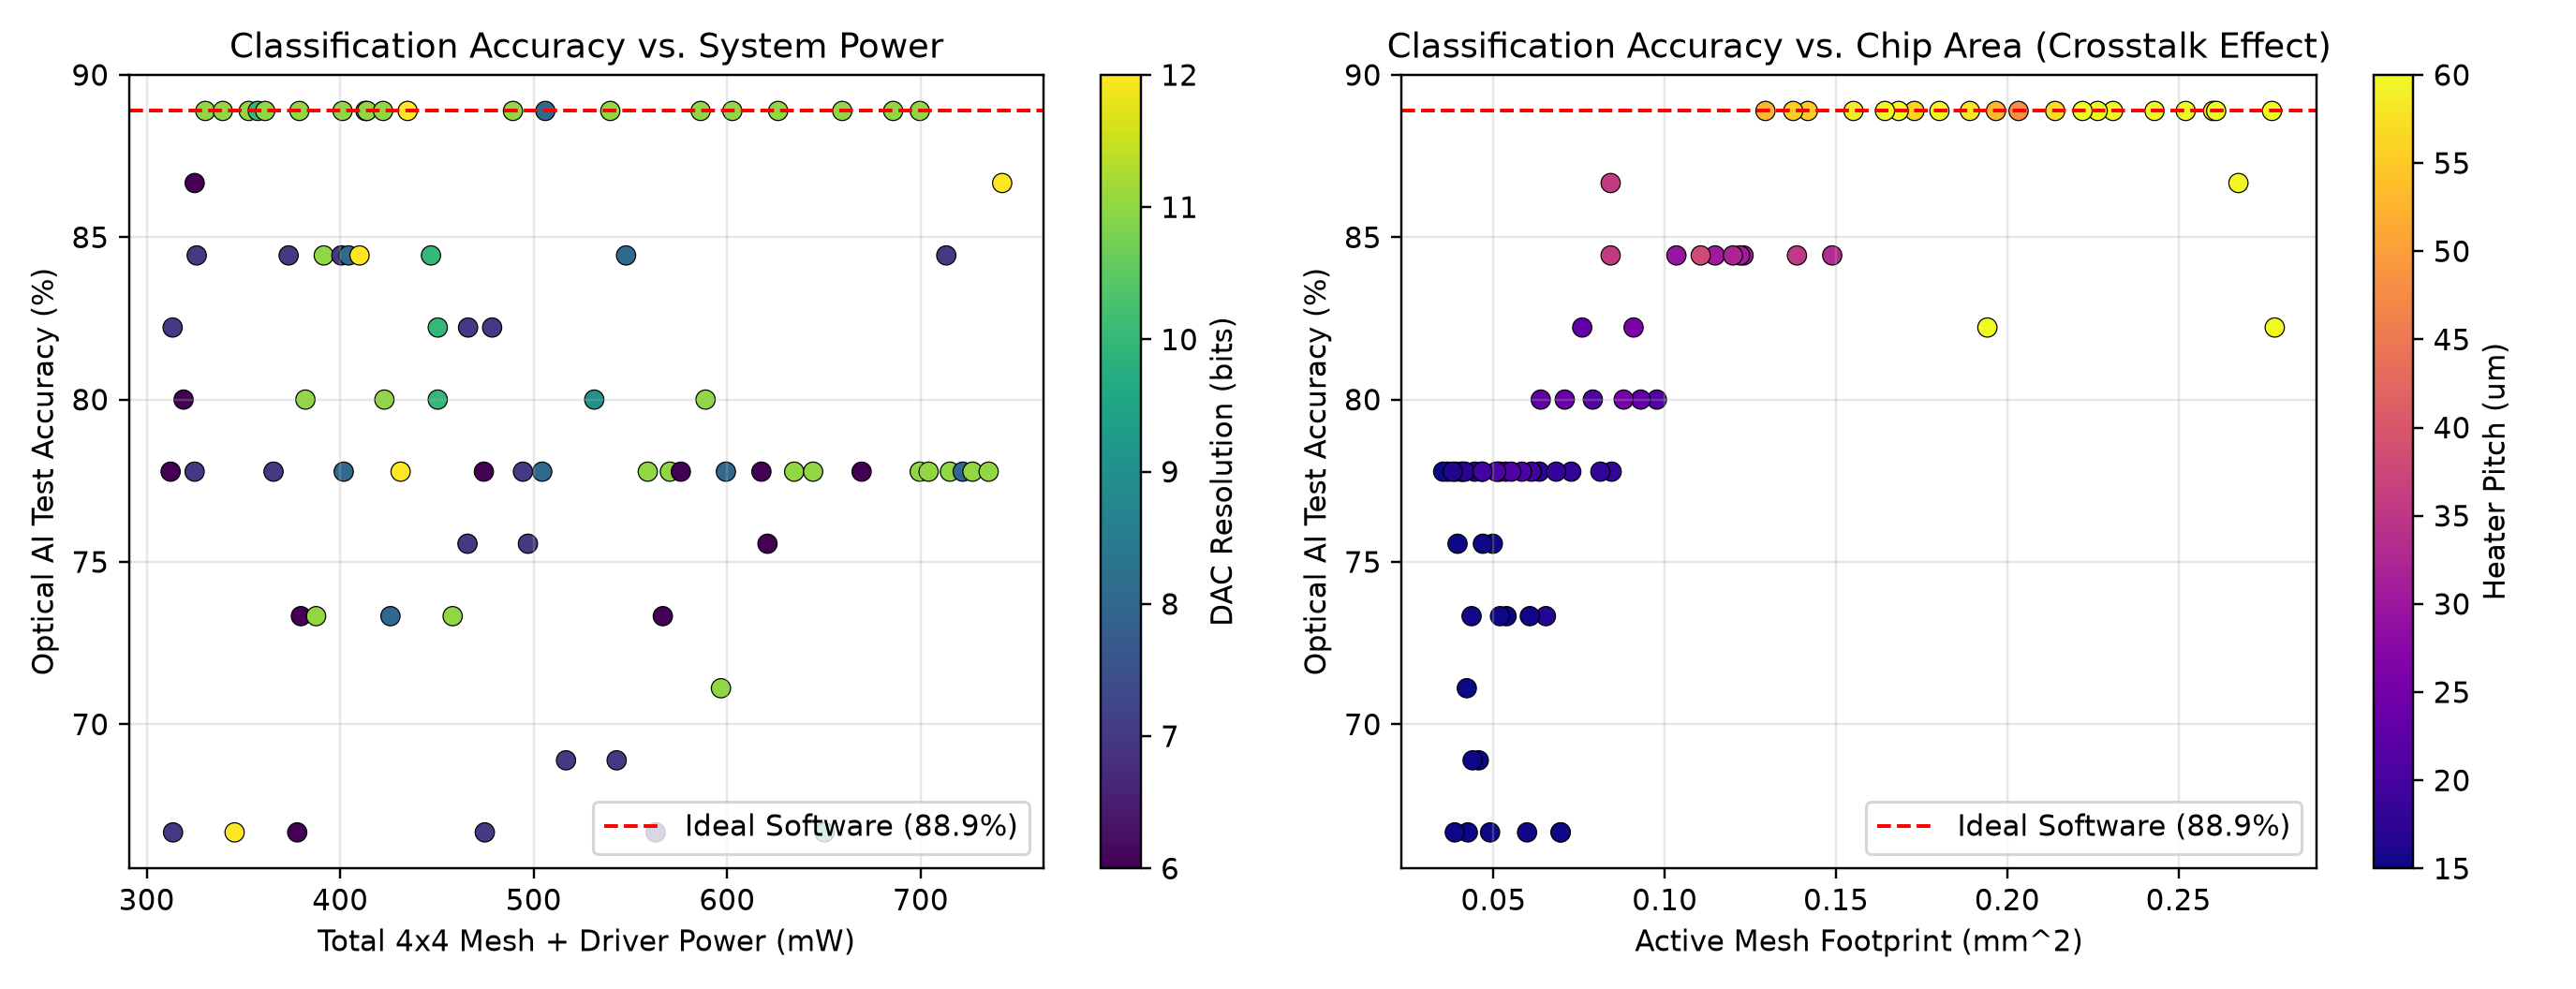 Classification Accuracy vs. System Power
Optical AI Test Accuracy (%)
90
85
80
75
70
300 400 500 600 700
Total 4x4 Mesh + Driver Power (mW)
Ideal Software (88.9%)
12
11
10
9
8
7
6
DAC Resolution (bits)
Classification Accuracy vs. Chip Area (Crosstalk Effect)
Optical AI Test Accuracy (%)
90
85
80
75
70
0.05 0.10 0.15 0.20 0.25
Active Mesh Footprint (mm^2)
Ideal Software (88.9%)
60
55
50
45
40
35
30
25
20
15
Heater Pitch (um)